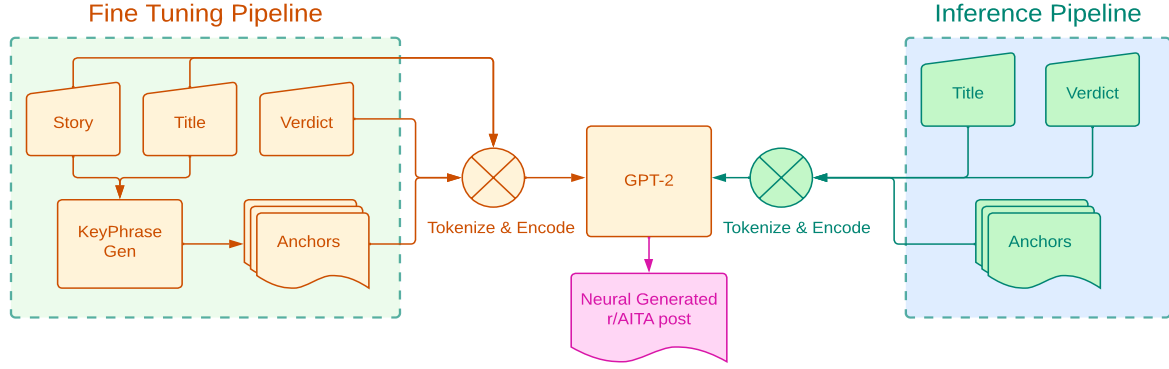 Fine Tuning Pipeline
Inference Pipeline
Story
Title
Verdict
KeyPhrase
Gen
Anchors
Tokenize & Encode
GPT-2
Tokenize & Encode
Neural Generated
r/AITA post
Title
Verdict
Anchors